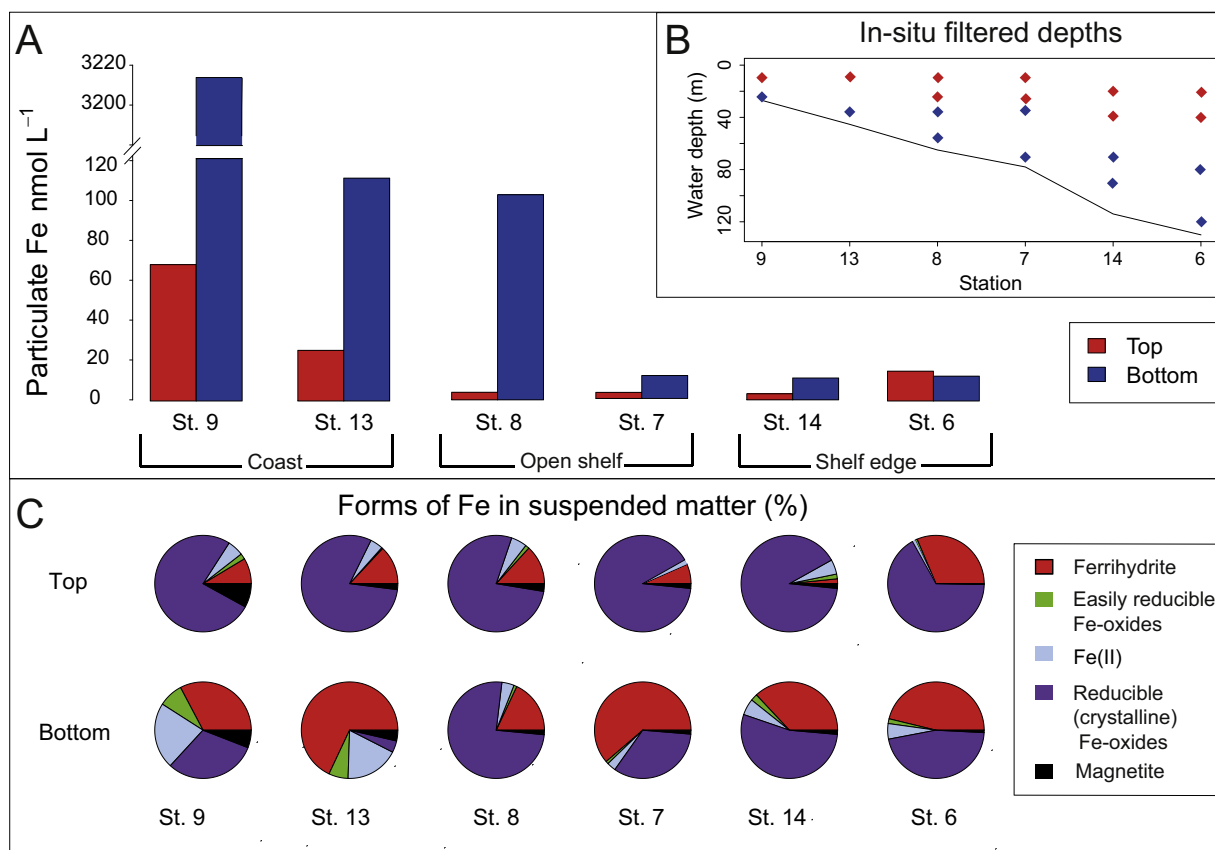 A
Particulate Fe nmol L⁻¹
3220
3200
120
100
80
60
40
20
0
St. 9
St. 13
St. 8
St. 7
St. 14
St. 6
Coast
Open shelf
Shelf edge
B
In-situ filtered depths
Water depth (m)
0
40
80
120
9
13
8
7
14
6
Station
Top
Bottom
C
Forms of Fe in suspended matter (%)
Top
Bottom
St. 9
St. 13
St. 8
St. 7
St. 14
St. 6
Ferrihydrite
Easily reducible
Fe-oxides
Fe(II)
Reducible
(crystalline)
Fe-oxides
Magnetite